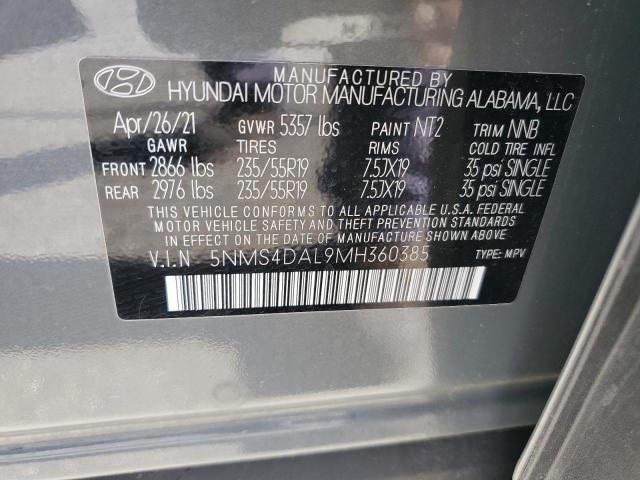 MANUFACTURED BY
HYUNDAI MOTOR MANUFACTURING ALABAMA, LLC
Apr/26/21 GVWR 5357 lbs PAINT NT2 TRIM NNB
GAWR TIRES RIMS COLD TIRE INFL
FRONT 2866 lbs 235/55R19 7.5JX19 35 psi SINGLE
REAR 2976 lbs 235/55R19 7.5JX19 35 psi SINGLE
THIS VEHICLE CONFORMS TO ALL APPLICABLE U.S.A. FEDERAL
MOTOR VEHICLE SAFETY AND THEFT PREVENTION STANDARDS
IN EFFECT ON THE DATE OF MANUFACTURE SHOWN ABOVE.
V.I.N 5NMS4DAL9MH360385 TYPE: MPV